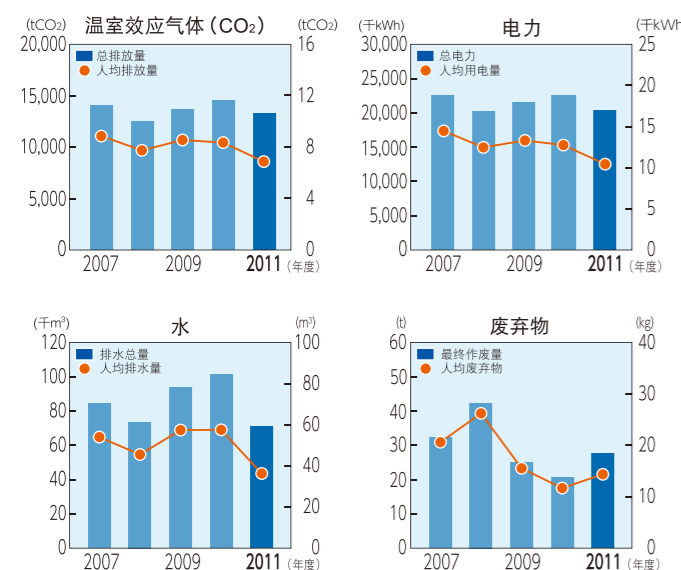 温室效应气体（CO₂）
(tCO₂)
(tCO₂)
20,000
15,000
10,000
5,000
0
16
12
8
4
0
总排放量
人均排放量
2007
2009
2011（年度）
电力
(千kWh)
(千kWh)
30,000
25,000
20,000
15,000
10,000
5,000
0
25
20
15
10
5
0
总电力
人均用电量
2007
2009
2011（年度）
水
(千m³)
(m³)
120
100
80
60
40
20
0
100
80
60
40
20
0
排水总量
人均排水量
2007
2009
2011（年度）
废弃物
(t)
(kg)
60
50
40
30
20
10
0
40
30
20
10
0
最终作废量
人均废弃物
2007
2009
2011（年度）